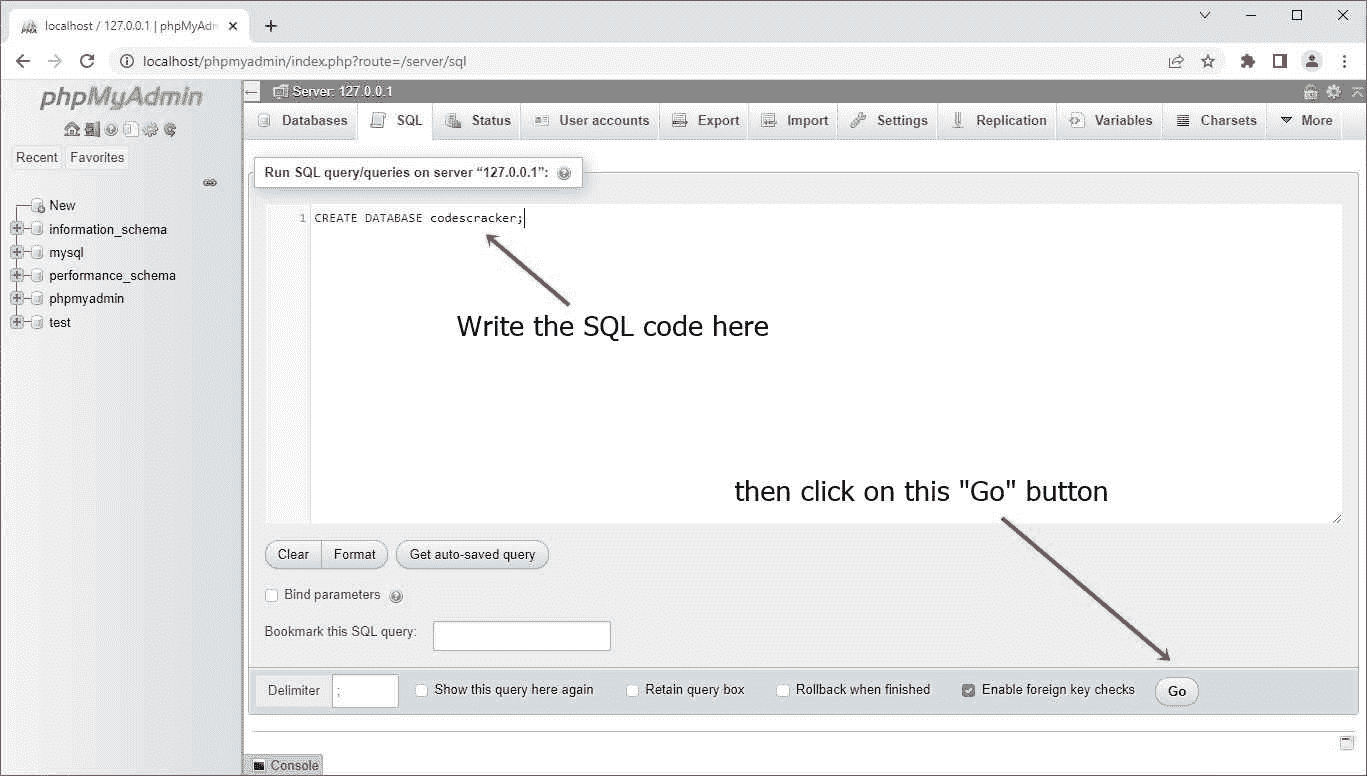 localhost / 127.0.0.1 | phpMyAdm
localhost/phpmyadmin/index.php?route=/server/sql
phpMyAdmin
Recent Favorites
New
information_schema
mysql
performance_schema
phpmyadmin
test
Server: 127.0.0.1
Databases SQL Status User accounts Export Import Settings Replication Variables Charsets More
Run SQL query/queries on server “127.0.0.1”:
1 CREATE DATABASE codescracker;
Write the SQL code here
then click on this "Go" button
Clear Format Get auto-saved query
Bind parameters
Bookmark this SQL query:
Delimiter ; Show this query here again Retain query box Rollback when finished Enable foreign key checks Go
Console